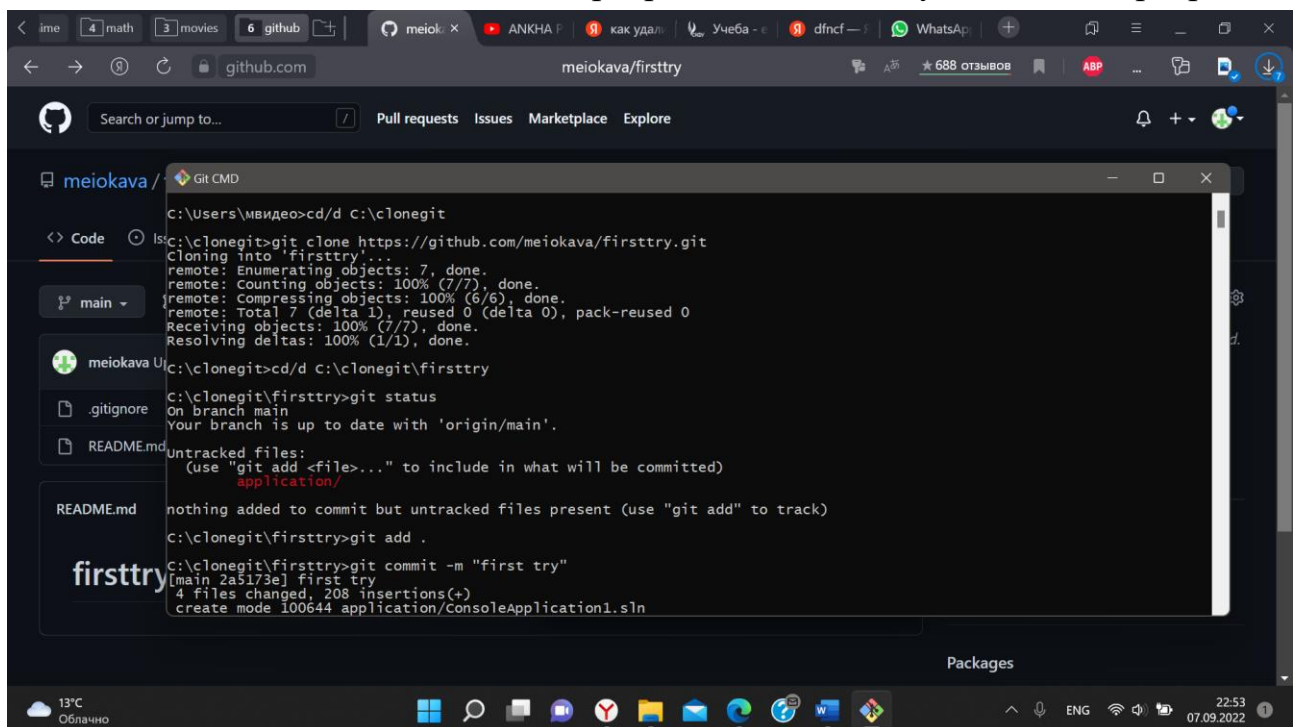 ime 4 math 3 movies 6 github meiok ANKHA P как удал Учеба - е dfncf — WhatsAp
github.com meiokava/firsttry 688 отзывов ABP ...
Search or jump to... / Pull requests Issues Marketplace Explore
meiokava /
Git CMD
C:\Users\мвидео>cd/d C:\clonegit
<> Code Iss
C:\clonegit>git clone https://github.com/meiokava/firsttry.git
Cloning into 'firsttry'...
remote: Enumerating objects: 7, done.
remote: Counting objects: 100% (7/7), done.
remote: Compressing objects: 100% (6/6), done.
main
remote: Total 7 (delta 1), reused 0 (delta 0), pack-reused 0
Receiving objects: 100% (7/7), done.
Resolving deltas: 100% (1/1), done.
d.
meiokava U
C:\clonegit>cd/d C:\clonegit\firsttry
C:\clonegit\firsttry>git status
.gitignore
On branch main
Your branch is up to date with 'origin/main'.
README.md
Untracked files:
(use "git add <file>..." to include in what will be committed)
application/
README.md
nothing added to commit but untracked files present (use "git add" to track)
C:\clonegit\firsttry>git add .
C:\clonegit\firsttry>git commit -m "first try"
firsttry
[main 2a5173e] first try
4 files changed, 208 insertions(+)
create mode 100644 application/ConsoleApplication1.sln
Packages
13°C
Облачно
ENG
22:53
07.09.2022
1